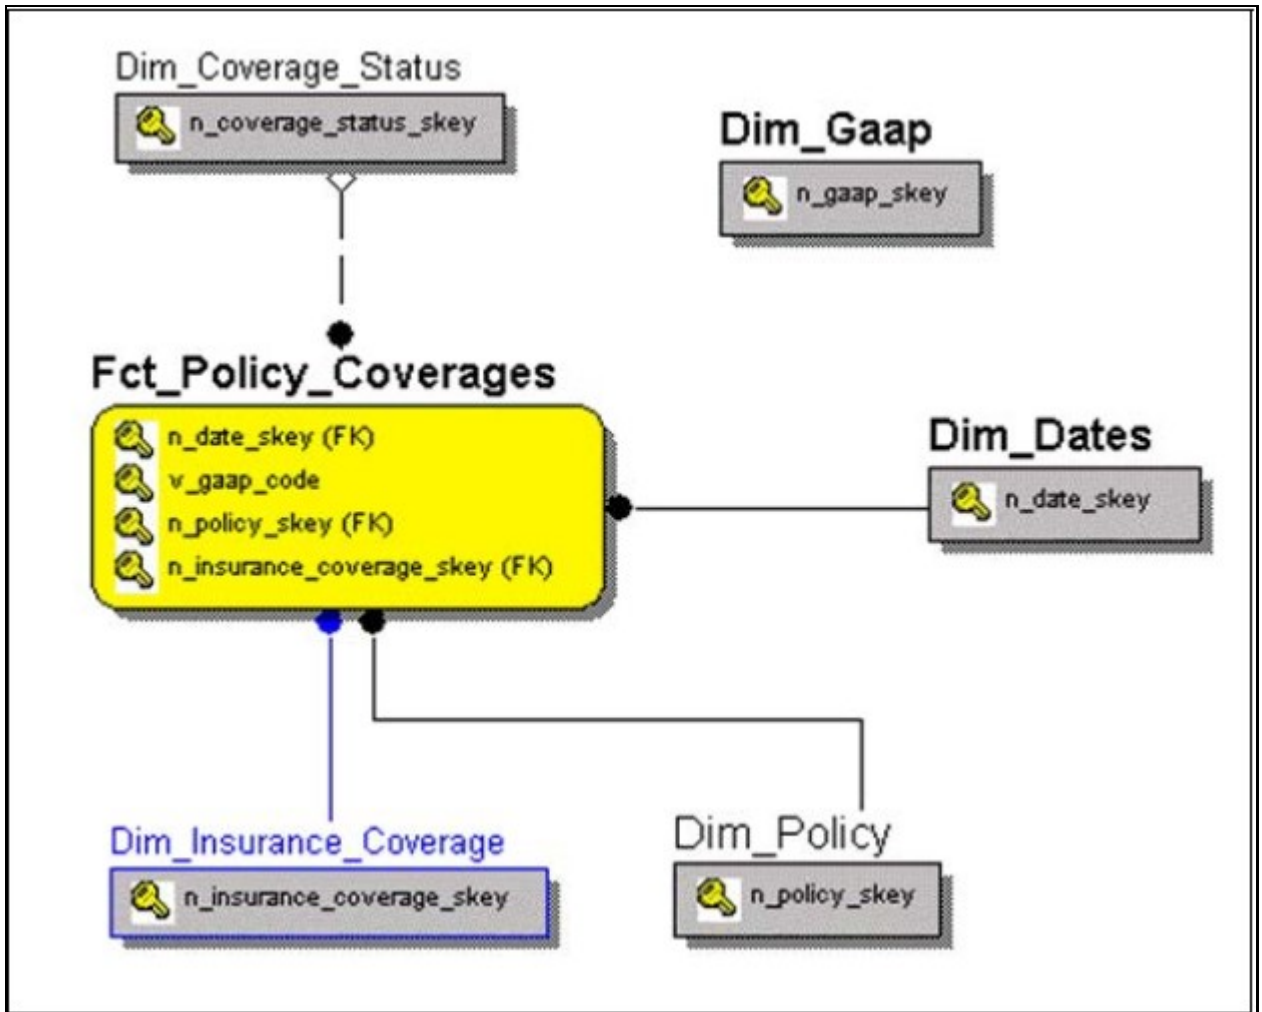 Dim_Coverage_Status
n_coverage_status_skey
Dim_Gaap
n_gaap_skey
Fct_Policy_Coverages
n_date_skey (FK)
v_gaap_code
n_policy_skey (FK)
n_insurance_coverage_skey (FK)
Dim_Dates
n_date_skey
Dim_Insurance_Coverage
n_insurance_coverage_skey
Dim_Policy
n_policy_skey